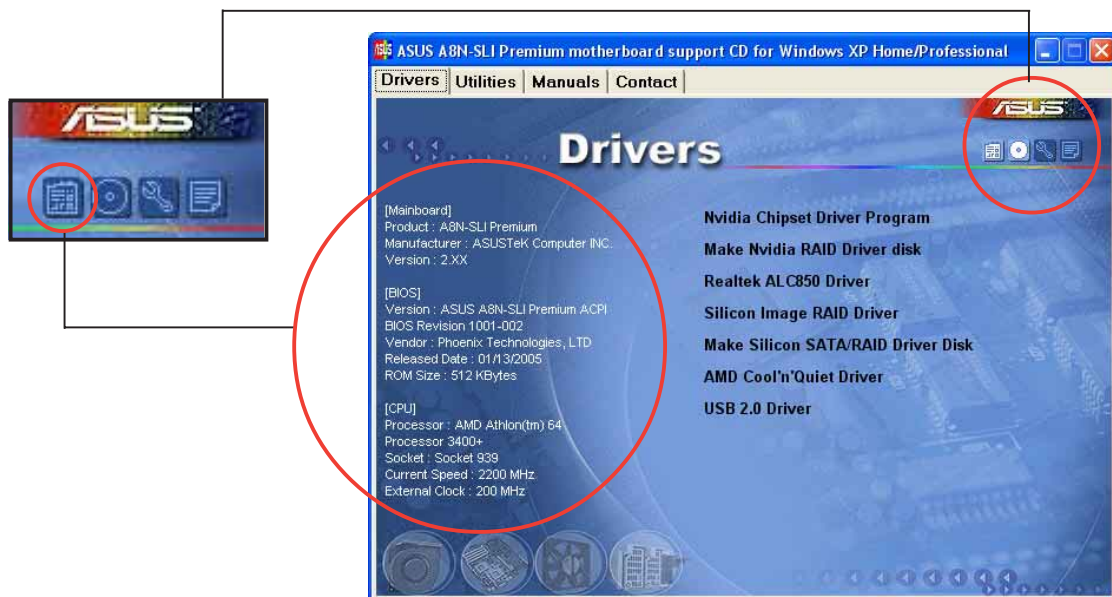 ASUS A8N-SLI Premium motherboard support CD for Windows XP Home/Professional
Drivers Utilities Manuals Contact
ASUS
ASUS
Drivers
[Mainboard]
Product : A8N-SLI Premium
Manufacturer : ASUSTeK Computer INC.
Version : 2.XX
[BIOS]
Version : ASUS A8N-SLI Premium ACPI
BIOS Revision 1001-002
Vendor : Phoenix Technologies, LTD
Released Date : 01/13/2005
ROM Size : 512 KBytes
[CPU]
Processor : AMD Athlon(tm) 64
Processor 3400+
Socket : Socket 939
Current Speed : 2200 MHz
External Clock : 200 MHz
Nvidia Chipset Driver Program
Make Nvidia RAID Driver disk
Realtek ALC850 Driver
Silicon Image RAID Driver
Make Silicon SATA/RAID Driver Disk
AMD Cool'n'Quiet Driver
USB 2.0 Driver